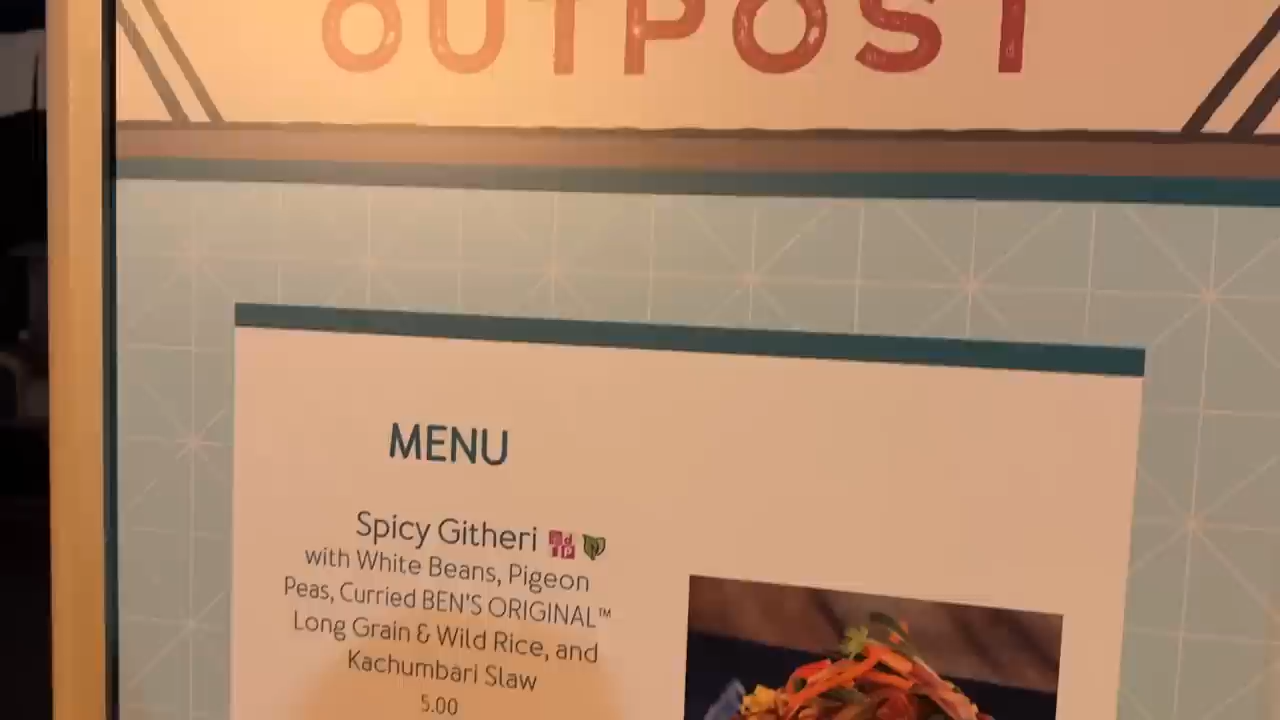 OUTPOST
MENU
Spicy Githeri
with White Beans, Pigeon
Peas, Curried BEN'S ORIGINAL™
Long Grain & Wild Rice, and
Kachumbari Slaw
5.00